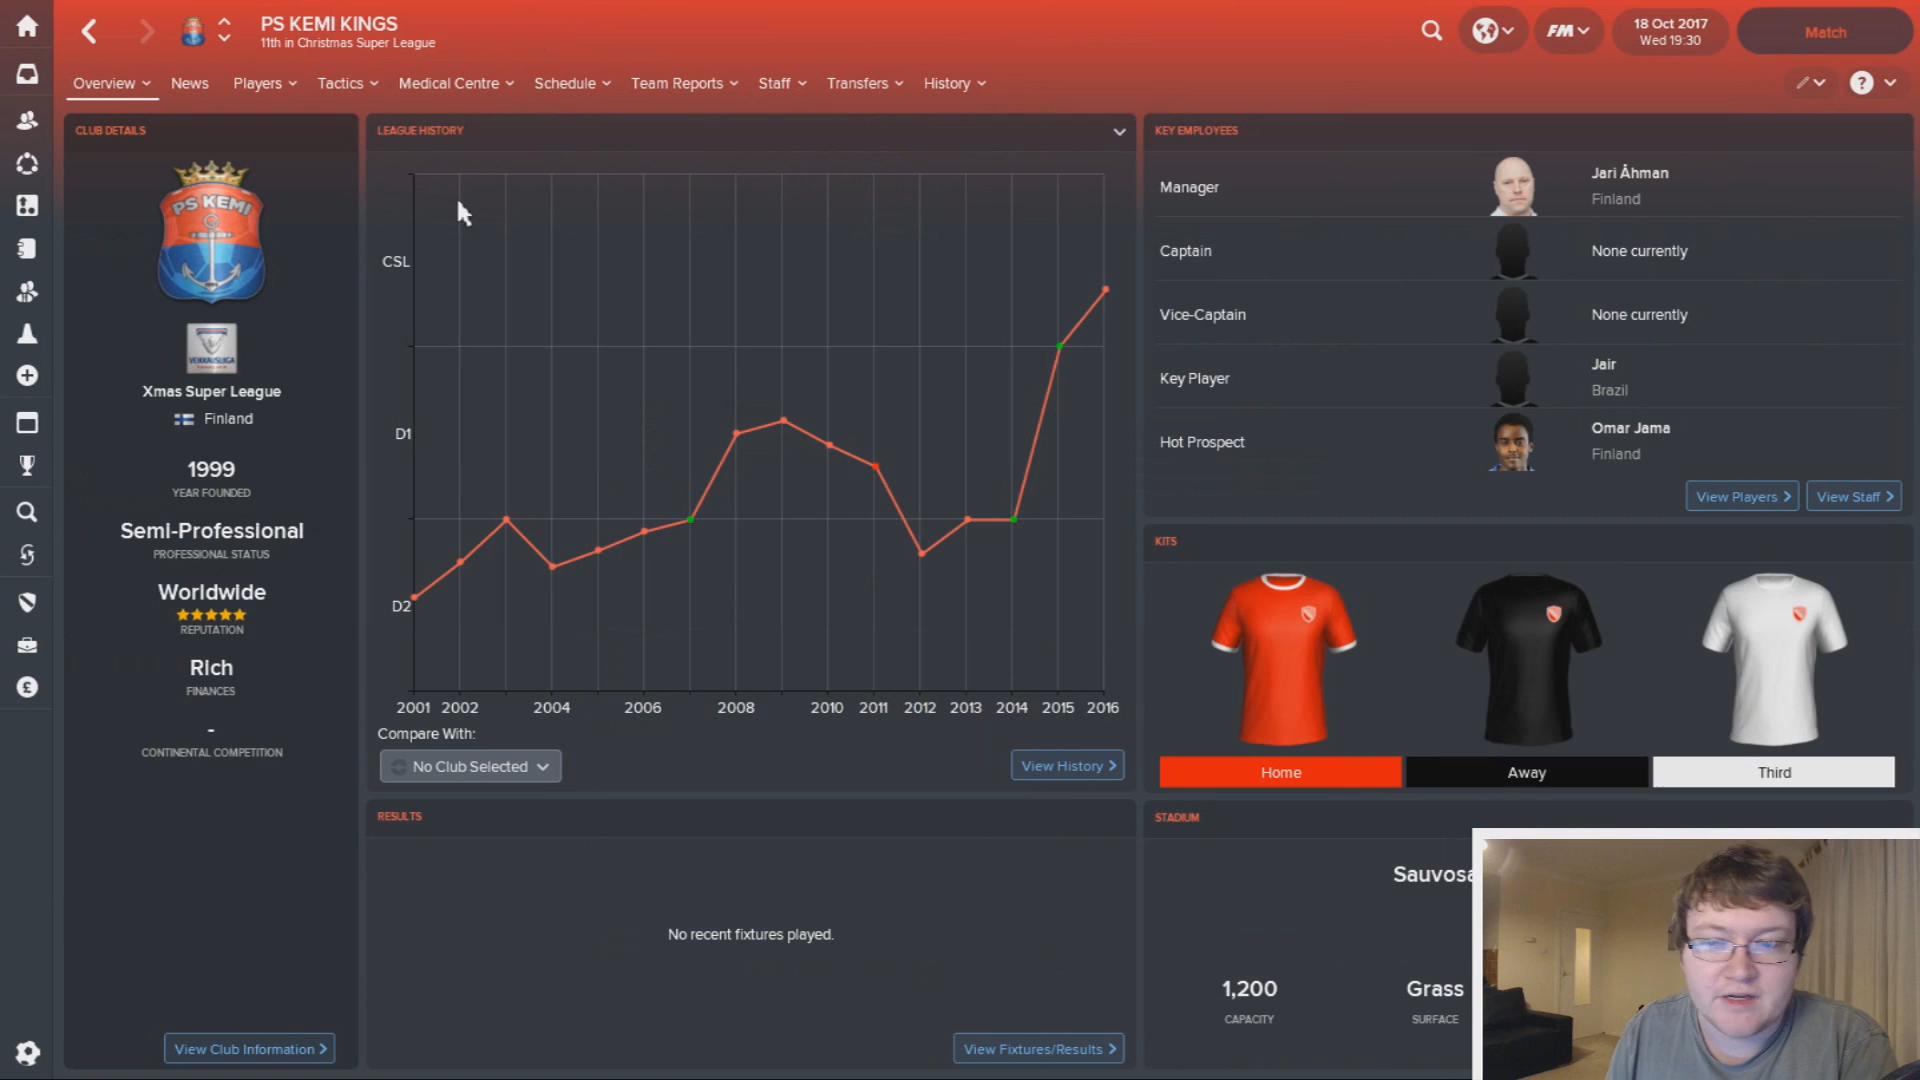 PS KEMI KINGS
11th in Christmas Super League
FM
18 Oct 2017
Wed 19:30
Match
Overview
News
Players
Tactics
Medical Centre
Schedule
Team Reports
Staff
Transfers
History
?
CLUB DETAILS
PS KEMI
VEIKKAUSLIIGA
Xmas Super League
Finland
1999
YEAR FOUNDED
Semi-Professional
PROFESSIONAL STATUS
Worldwide
REPUTATION
Rich
FINANCES
-
CONTINENTAL COMPETITION
View Club Information >
LEAGUE HISTORY
CSL
D1
D2
2001 2002 2004 2006 2008 2010 2011 2012 2013 2014 2015 2016
Compare With:
No Club Selected
View History >
RESULTS
No recent fixtures played.
View Fixtures/Results >
KEY EMPLOYEES
Manager
Jari Åhman
Finland
Captain
None currently
Vice-Captain
None currently
Key Player
Jair
Brazil
Hot Prospect
Omar Jama
Finland
View Players >
View Staff >
KITS
Home
Away
Third
STADIUM
Sauvosa
1,200
CAPACITY
Grass
SURFACE